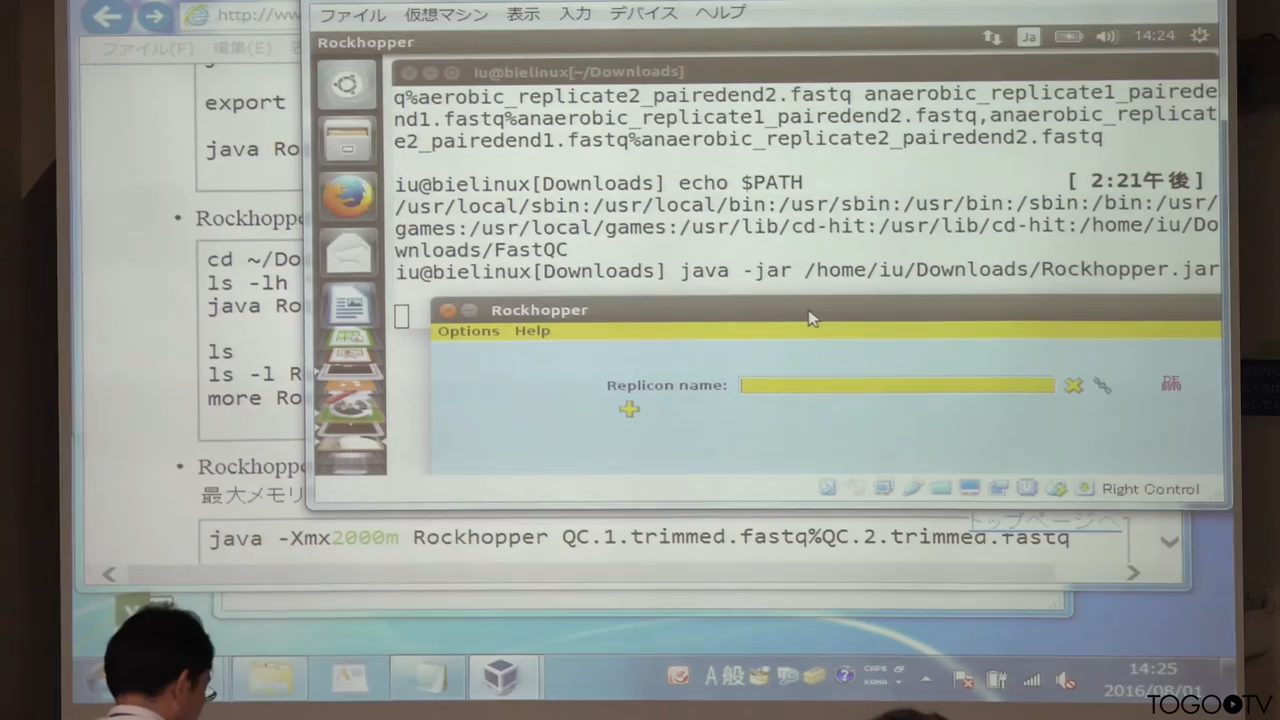 http://ww
ファイル(F) 編集(E)
export
java Ro
• Rockhoppe
cd ~/Do
ls -lh
java Ro
ls
ls -l R
more Ro
• Rockhoppe
最大メモリ
java -Xmx2000m Rockhopper QC.1.trimmed.fastq%QC.2.trimmed.fastq
トップページへ
ファイル 仮想マシン 表示 入力 デバイス ヘルプ
Rockhopper
Ja
14:24
iu@bielinux[~/Downloads]
q%aerobic_replicate2_pairedend2.fastq anaerobic_replicate1_pairede
nd1.fastq%anaerobic_replicate1_pairedend2.fastq,anaerobic_replicat
e2_pairedend1.fastq%anaerobic_replicate2_pairedend2.fastq
iu@bielinux[Downloads] echo $PATH [ 2:21午後]
/usr/local/sbin:/usr/local/bin:/usr/sbin:/usr/bin:/sbin:/bin:/usr/
games:/usr/local/games:/usr/lib/cd-hit:/usr/lib/cd-hit:/home/iu/Do
wnloads/FastQC
iu@bielinux[Downloads] java -jar /home/iu/Downloads/Rockhopper.jar
Rockhopper
Options Help
Replicon name:
Right Control
A 般
CAPS
KANA
14:25
2016/08/01
TOGOTV